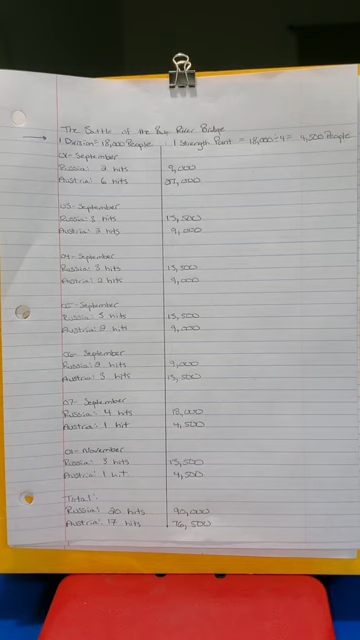 The Battle of the Bug River Bridge
1 Division = 18,000 People 1 Strength Point = 18,000 ÷ 4 = 4,500 People
01 - September
Russia: 2 hits 9,000
Austria: 6 hits 27,000
03 - September
Russia: 3 hits 13,500
Austria: 2 hits 9,000
04 - September
Russia: 3 hits 13,500
Austria: 2 hits 9,000
05 - September
Russia: 3 hits 13,500
Austria: 2 hits 9,000
06 - September
Russia: 2 hits 9,000
Austria: 3 hits 13,500
07 - September
Russia: 4 hits 18,000
Austria: 1 hit 4,500
01 - November
Russia: 3 hits 13,500
Austria: 1 hit 4,500
Total:
Russia: 20 hits 90,000
Austria: 17 hits 76,500